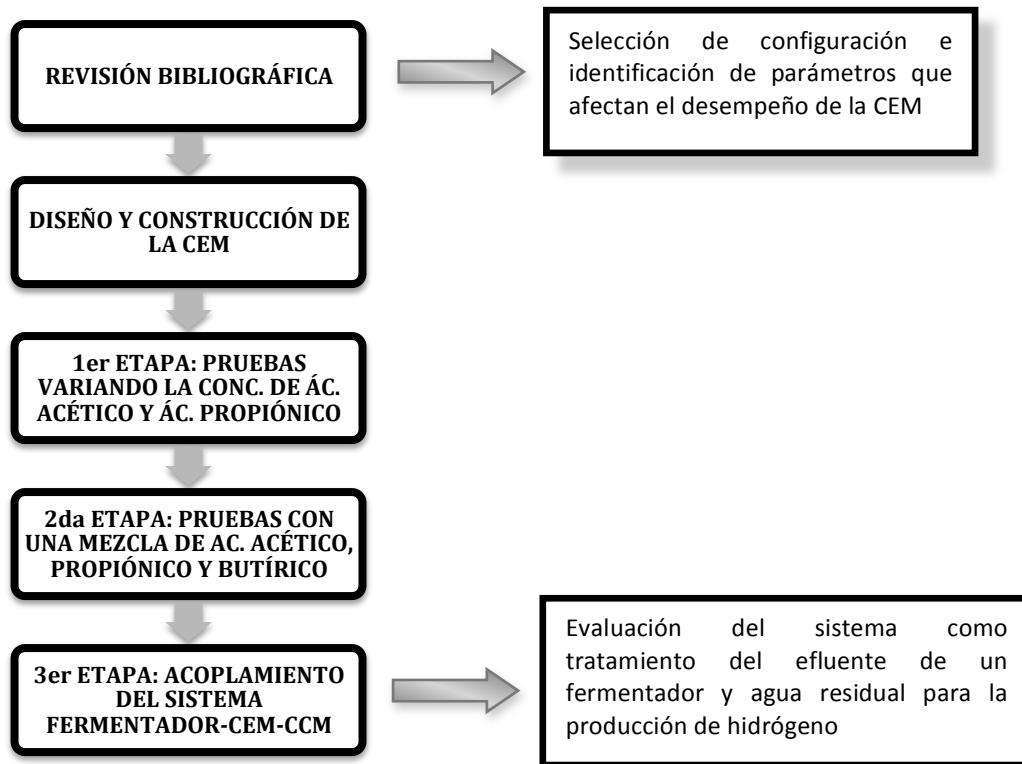 REVISIÓN BIBLIOGRÁFICA
Selección de configuración e
identificación de parámetros que
afectan el desempeño de la CEM
DISEÑO Y CONSTRUCCIÓN DE
LA CEM
1er ETAPA: PRUEBAS
VARIANDO LA CONC. DE ÁC.
ACÉTICO Y ÁC. PROPIÓNICO
2da ETAPA: PRUEBAS CON
UNA MEZCLA DE AC. ACÉTICO,
PROPIÓNICO Y BUTÍRICO
3er ETAPA: ACOPLAMIENTO
DEL SISTEMA
FERMENTADOR-CEM-CCM
Evaluación del sistema como
tratamiento del efluente de un
fermentador y agua residual para la
producción de hidrógeno